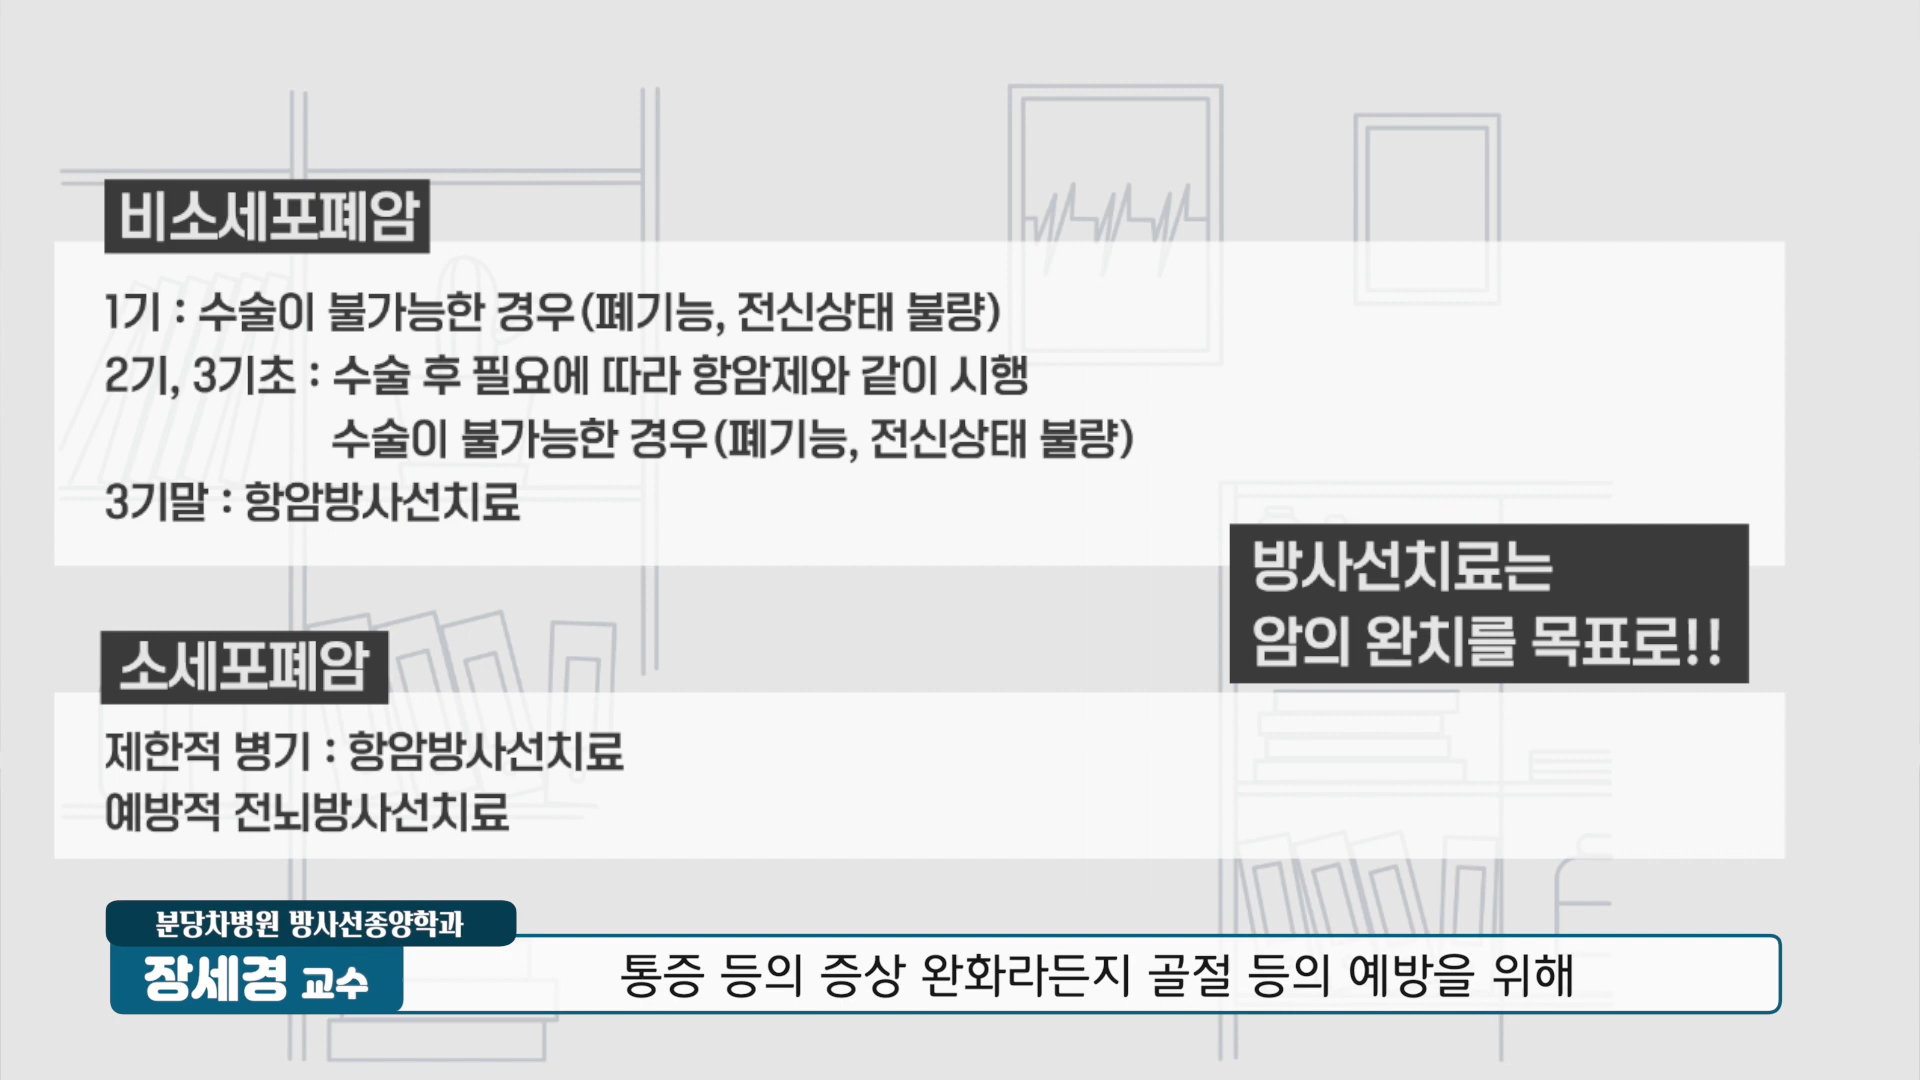 비소세포폐암
1기 : 수술이 불가능한 경우(폐기능, 전신상태 불량)
2기, 3기초 : 수술 후 필요에 따라 항암제와 같이 시행
수술이 불가능한 경우(폐기능, 전신상태 불량)
3기말 : 항암방사선치료
방사선치료는
암의 완치를 목표로!!
소세포폐암
제한적 병기 : 항암방사선치료
예방적 전뇌방사선치료
분당차병원 방사선종양학과
장세경 교수
통증 등의 증상 완화라든지 골절 등의 예방을 위해